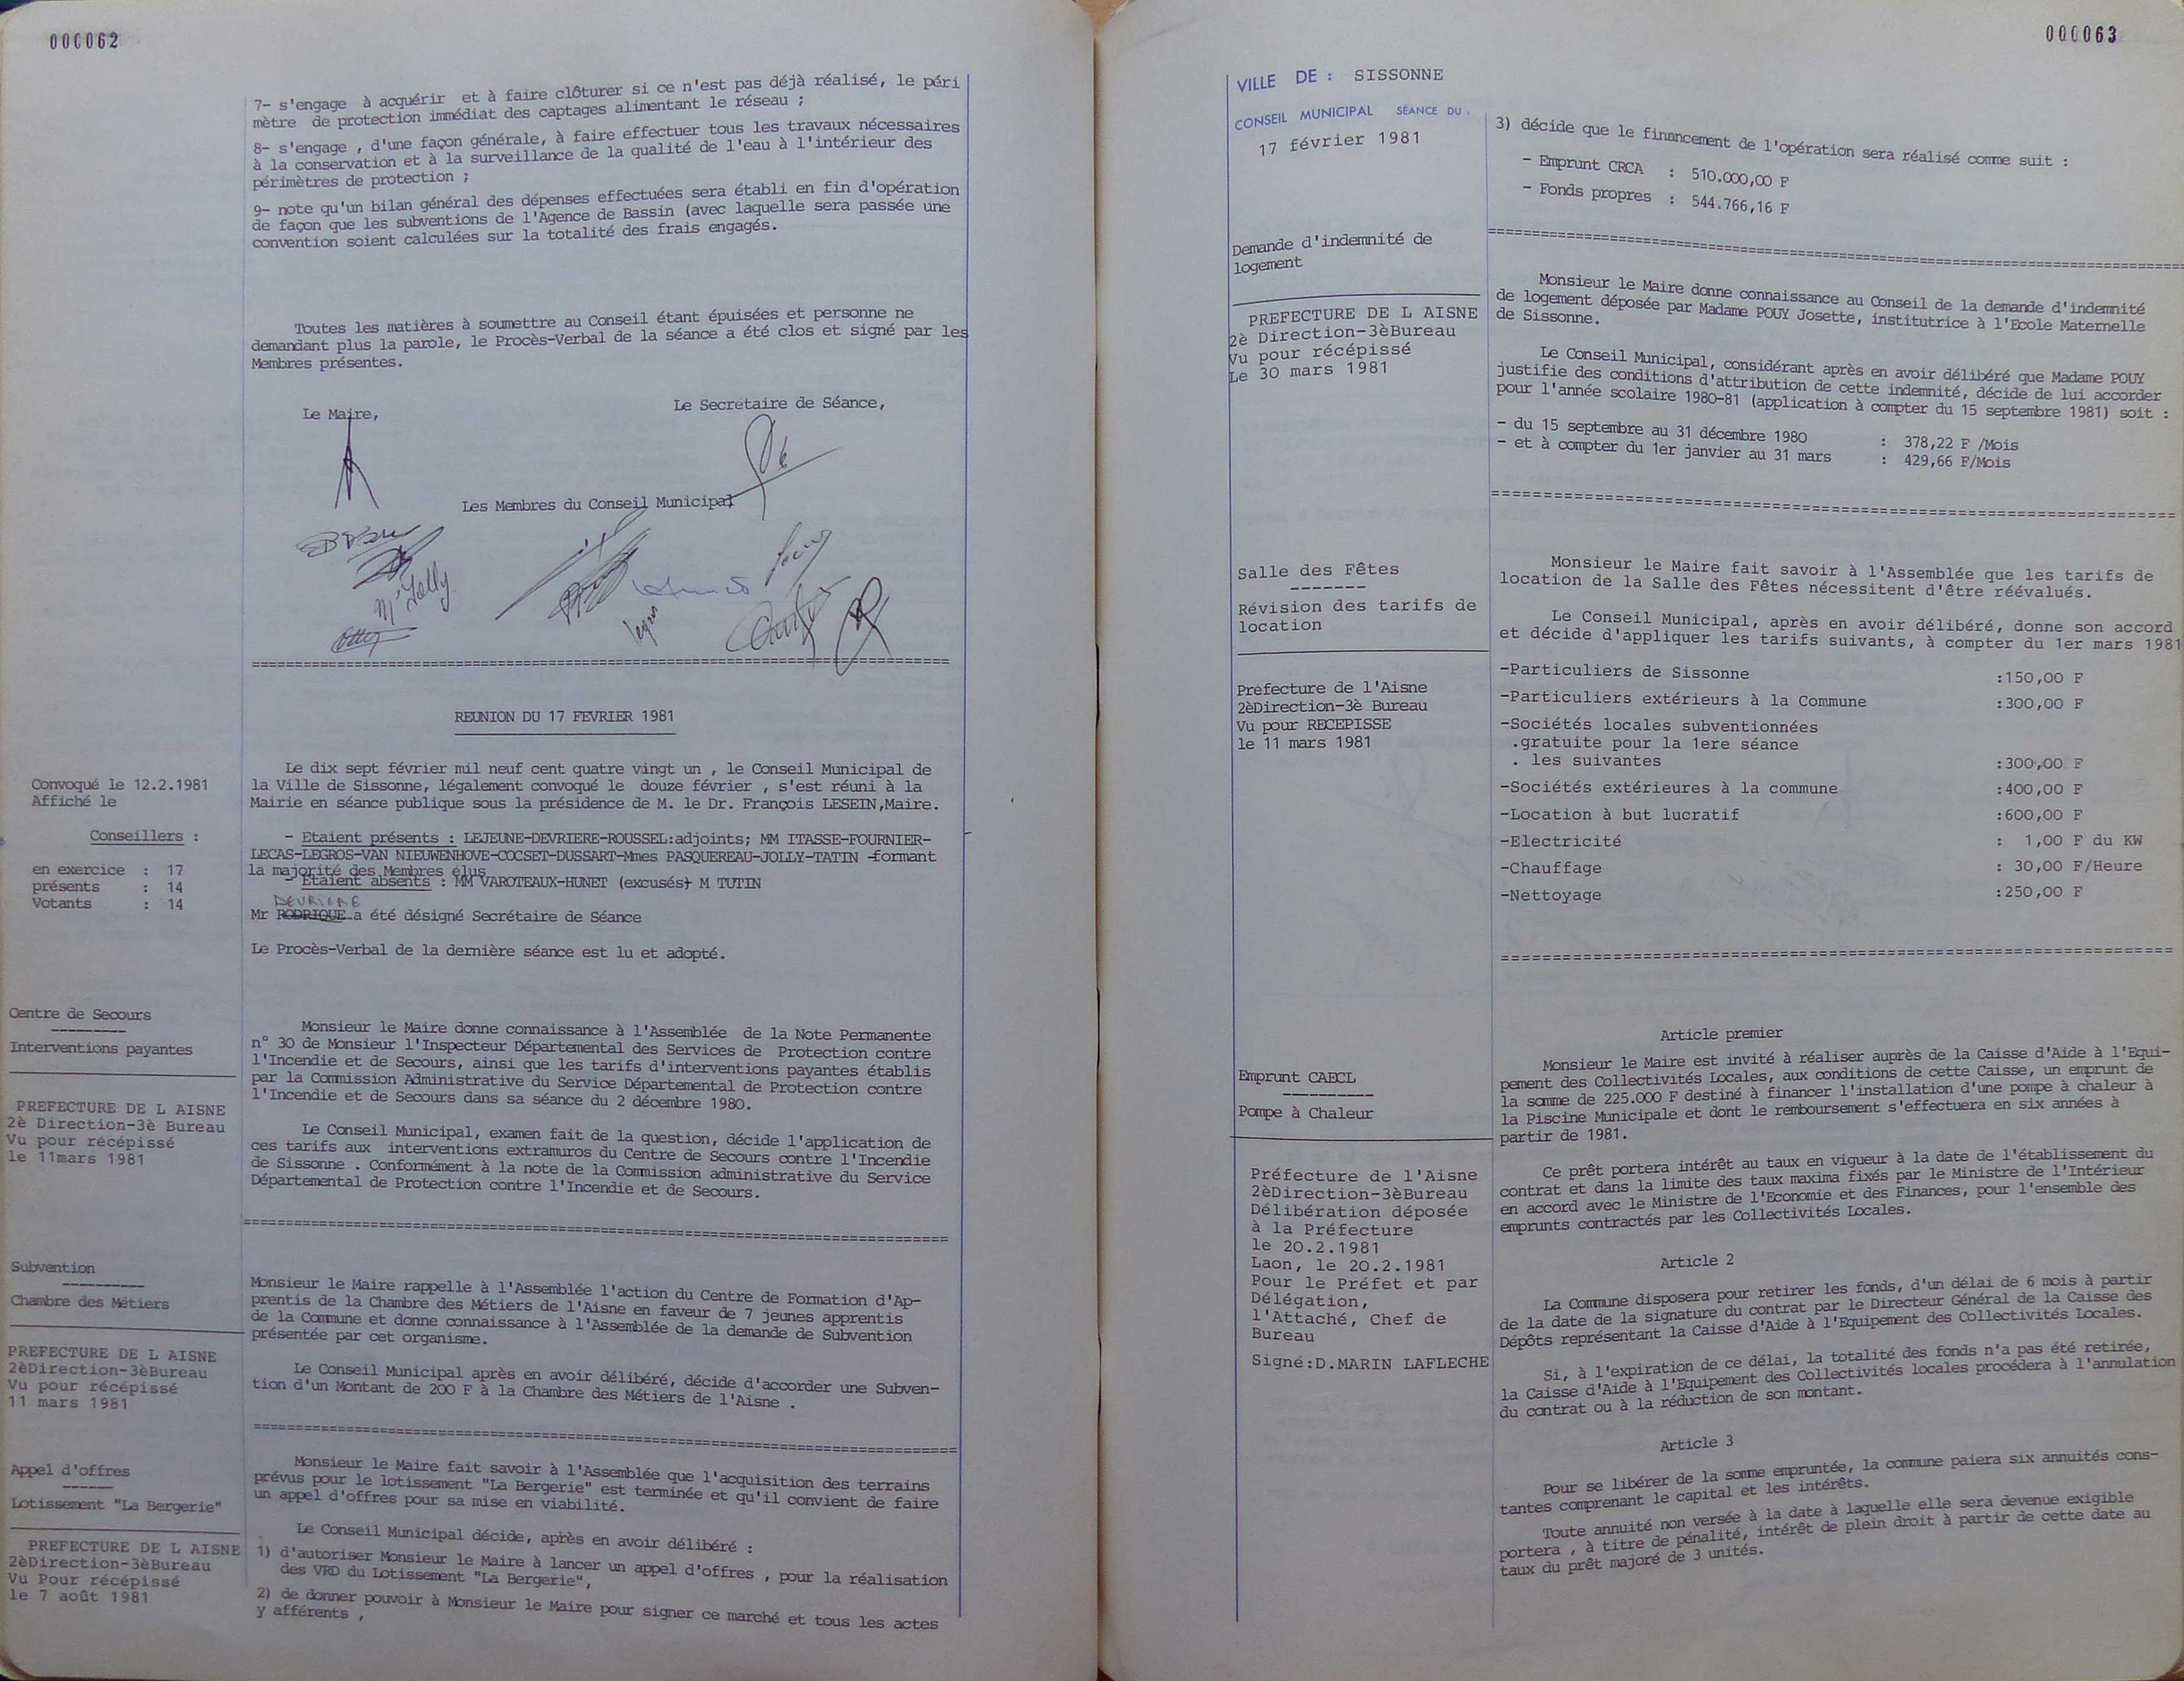 000062
7- s'engage à acquérir et à faire clôturer si ce n'est pas déjà réalisé, le péri
mètre de protection immédiat des captages alimentant le réseau ;
8- s'engage , d'une façon générale, à faire effectuer tous les travaux nécessaires
à la conservation et à la surveillance de la qualité de l'eau à l'intérieur des
périmètres de protection ;
9- note qu'un bilan général des dépenses effectuées sera établi en fin d'opération
de façon que les subventions de l'Agence de Bassin (avec laquelle sera passée une
convention soient calculées sur la totalité des frais engagés.
Toutes les matières à soumettre au Conseil étant épuisées et personne ne
demandant plus la parole, le Procès-Verbal de la séance a été clos et signé par les
Membres présentes.
Le Maire,
Le Secrétaire de Séance,
Les Membres du Conseil Municipal
M. Jolly
legros
================================================================
REUNION DU 17 FEVRIER 1981
Convoqué le 12.2.1981
Affiché le
Conseillers :
en exercice : 17
présents : 14
Votants : 14
Le dix sept février mil neuf cent quatre vingt un , le Conseil Municipal de
la Ville de Sissonne, légalement convoqué le douze février , s'est réuni à la
Mairie en séance publique sous la présidence de M. le Dr. François LESEIN,Maire.
- Etaient présents : LEJEUNE-DEVRIERE-ROUSSEL:adjoints; MM ITASSE-FOURNIER-
LECAS-LEGROS-VAN NIEUWENHOVE-COCSET-DUSSART-Mmes PASQUEREAU-JOLLY-TATIN -formant
la majorité des Membres élus
- Etaient absents : MM VAROTEAUX-HUNET (excusés) M TUTIN
DEVRIERE
Mr RODRIQUE a été désigné Secrétaire de Séance
Le Procès-Verbal de la dernière séance est lu et adopté.
Centre de Secours
---------
Interventions payantes
PREFECTURE DE L AISNE
2è Direction-3è Bureau
Vu pour récépissé
le 11mars 1981
Monsieur le Maire donne connaissance à l'Assemblée de la Note Permanente
n° 30 de Monsieur l'Inspecteur Départemental des Services de Protection contre
l'Incendie et de Secours, ainsi que les tarifs d'interventions payantes établis
par la Commission Administrative du Service Départemental de Protection contre
l'Incendie et de Secours dans sa séance du 2 décembre 1980.
Le Conseil Municipal, examen fait de la question, décide l'application de
ces tarifs aux interventions extramuros du Centre de Secours contre l'Incendie
de Sissonne . Conformément à la note de la Commission administrative du Service
Départemental de Protection contre l'Incendie et de Secours.
================================================================
Subvention
----------
Chambre des Métiers
PREFECTURE DE L AISNE
2èDirection-3èBureau
Vu pour récépissé
11 mars 1981
Monsieur le Maire rappelle à l'Assemblée l'action du Centre de Formation d'Ap-
prentis de la Chambre des Métiers de l'Aisne en faveur de 7 jeunes apprentis
de la Commune et donne connaissance à l'Assemblée de la demande de Subvention
présentée par cet organisme.
Le Conseil Municipal après en avoir délibéré, décide d'accorder une Subven-
tion d'un Montant de 200 F à la Chambre des Métiers de l'Aisne .
================================================================
Appel d'offres
------
Lotissement "La Bergerie"
PREFECTURE DE L AISNE
2èDirection-3èBureau
Vu Pour récépissé
le 7 août 1981
Monsieur le Maire fait savoir à l'Assemblée que l'acquisition des terrains
prévus pour le lotissement "La Bergerie" est terminée et qu'il convient de faire
un appel d'offres pour sa mise en viabilité.
Le Conseil Municipal décide, après en avoir délibéré :
1) d'autoriser Monsieur le Maire à lancer un appel d'offres , pour la réalisation
des VRD du Lotissement "La Bergerie",
2) de donner pouvoir à Monsieur le Maire pour signer ce marché et tous les actes
y afférents ,
000063
VILLE DE : SISSONNE
CONSEIL MUNICIPAL SÉANCE DU :
17 février 1981
3) décide que le financement de l'opération sera réalisé comme suit :
- Emprunt CRCA : 510.000,00 F
- Fonds propres : 544.766,16 F
================================================================
Demande d'indemnité de
logement
PREFECTURE DE L AISNE
2è Direction-3èBureau
Vu pour récépissé
Le 30 mars 1981
Monsieur le Maire donne connaissance au Conseil de la demande d'indemnité
de logement déposée par Madame POUY Josette, institutrice à l'Ecole Maternelle
de Sissonne.
Le Conseil Municipal, considérant après en avoir délibéré que Madame POUY
justifie des conditions d'attribution de cette indemnité, décide de lui accorder
pour l'année scolaire 1980-81 (application à compter du 15 septembre 1981) soit :
- du 15 septembre au 31 décembre 1980 : 378,22 F /Mois
- et à compter du 1er janvier au 31 mars : 429,66 F/Mois
================================================================
Salle des Fêtes
-------
Révision des tarifs de
location
Préfecture de l'Aisne
2èDirection-3è Bureau
Vu pour RECEPISSE
le 11 mars 1981
Monsieur le Maire fait savoir à l'Assemblée que les tarifs de
location de la Salle des Fêtes nécessitent d'être réévalués.
Le Conseil Municipal, après en avoir délibéré, donne son accord
et décide d'appliquer les tarifs suivants, à compter du 1er mars 1981
-Particuliers de Sissonne :150,00 F
-Particuliers extérieurs à la Commune :300,00 F
-Sociétés locales subventionnées
.gratuite pour la 1ere séance
. les suivantes :300,00 F
-Sociétés extérieures à la commune :400,00 F
-Location à but lucratif :600,00 F
-Electricité : 1,00 F du KW
-Chauffage : 30,00 F/Heure
-Nettoyage :250,00 F
================================================================
Emprunt CAECL
----------
Pompe à Chaleur
Préfecture de l'Aisne
2èDirection-3èBureau
Délibération déposée
à la Préfecture
le 20.2.1981
Laon, le 20.2.1981
Pour le Préfet et par
Délégation,
l'Attaché, Chef de
Bureau
Signé:D.MARIN LAFLECHE
Article premier
Monsieur le Maire est invité à réaliser auprès de la Caisse d'Aide à l'Equi-
pement des Collectivités Locales, aux conditions de cette Caisse, un emprunt de
la somme de 225.000 F destiné à financer l'installation d'une pompe à chaleur à
la Piscine Municipale et dont le remboursement s'effectuera en six années à
partir de 1981.
Ce prêt portera intérêt au taux en vigueur à la date de l'établissement du
contrat et dans la limite des taux maxima fixés par le Ministre de l'Intérieur
en accord avec le Ministre de l'Economie et des Finances, pour l'ensemble des
emprunts contractés par les Collectivités Locales.
Article 2
La Commune disposera pour retirer les fonds, d'un délai de 6 mois à partir
de la date de la signature du contrat par le Directeur Général de la Caisse des
Dépôts représentant la Caisse d'Aide à l'Equipement des Collectivités Locales.
Si, à l'expiration de ce délai, la totalité des fonds n'a pas été retirée,
la Caisse d'Aide à l'Equipement des Collectivités locales procédera à l'annulation
du contrat ou à la réduction de son montant.
Article 3
Pour se libérer de la somme empruntée, la commune paiera six annuités cons-
tantes comprenant le capital et les intérêts.
Toute annuité non versée à la date à laquelle elle sera devenue exigible
portera , à titre de pénalité, intérêt de plein droit à partir de cette date au
taux du prêt majoré de 3 unités.